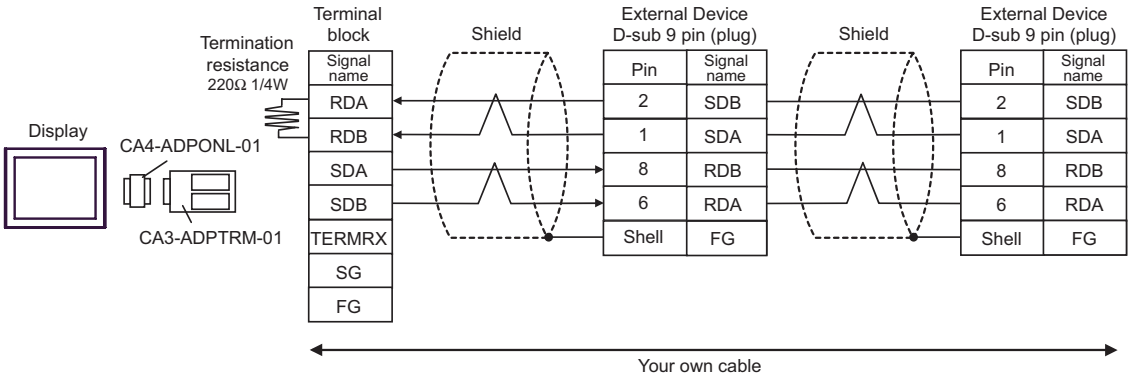 Display
CA4-ADPONL-01
CA3-ADPTRM-01
Termination
resistance
220Ω 1/4W
Terminal
block
Signal
name
RDA
RDB
SDA
SDB
TERMRX
SG
FG
Shield
External Device
D-sub 9 pin (plug)
Pin Signal
name
2 SDB
1 SDA
8 RDB
6 RDA
Shell FG
Shield
External Device
D-sub 9 pin (plug)
Pin Signal
name
2 SDB
1 SDA
8 RDB
6 RDA
Shell FG
Your own cable